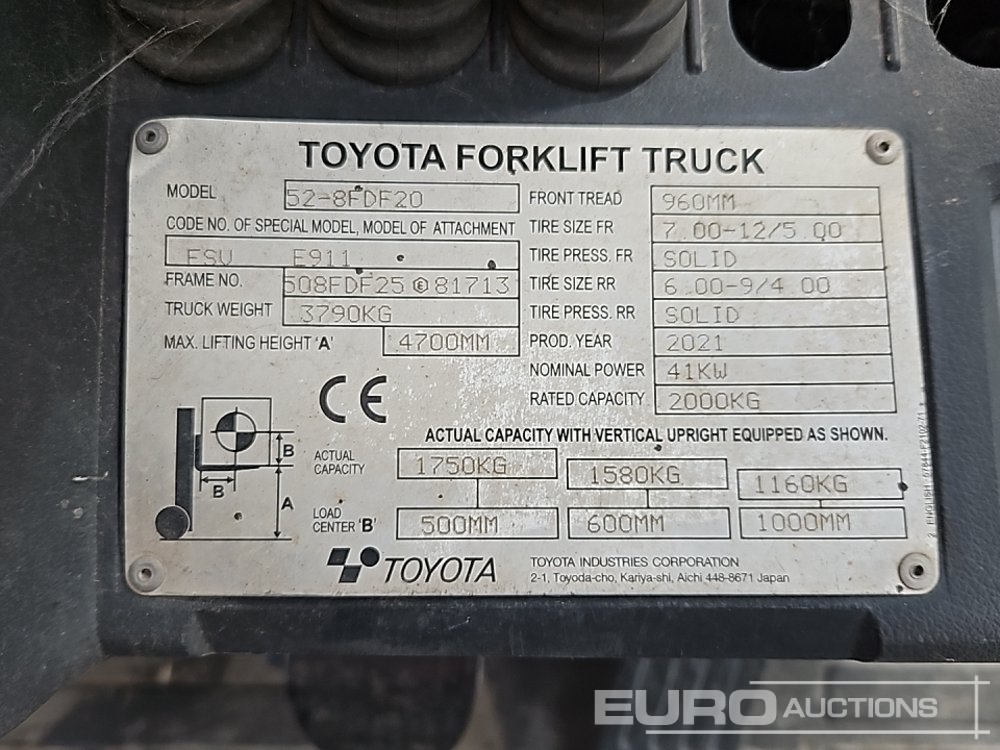 TOYOTA FORKLIFT TRUCK
MODEL 52-8FDF20
CODE NO. OF SPECIAL MODEL, MODEL OF ATTACHMENT
FSV E911
FRAME NO. 508FDF25 E 81713
TRUCK WEIGHT 3790KG
MAX. LIFTING HEIGHT 'A' 4700MM
FRONT TREAD 960MM
TIRE SIZE FR 7.00-12/5.00
TIRE PRESS. FR SOLID
TIRE SIZE RR 6.00-9/4.00
TIRE PRESS. RR SOLID
PROD. YEAR 2021
NOMINAL POWER 41KW
RATED CAPACITY 2000KG
CE
B
B
A
ACTUAL CAPACITY WITH VERTICAL UPRIGHT EQUIPPED AS SHOWN.
ACTUAL
CAPACITY
1750KG 1580KG 1160KG
LOAD
CENTER 'B'
500MM 600MM 1000MM
TOYOTA
TOYOTA INDUSTRIES CORPORATION
2-1, Toyoda-cho, Kariya-shi, Aichi 448-8671 Japan
EURO AUCTIONS